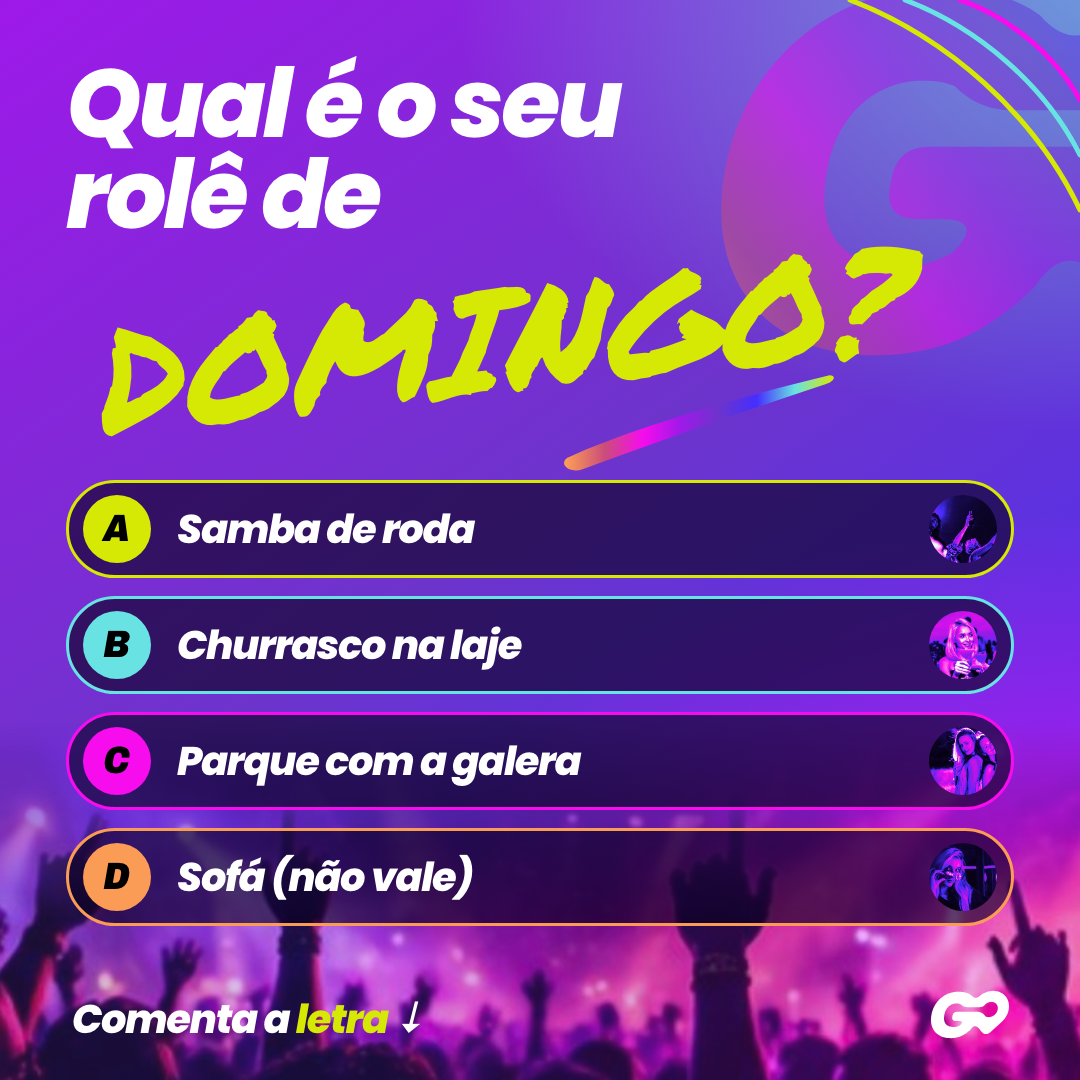 Qual é o seu
rolê de
DOMINGO?
A Samba de roda
B Churrasco na laje
C Parque com a galera
D Sofá (não vale)
Comenta a letra ↓
GO